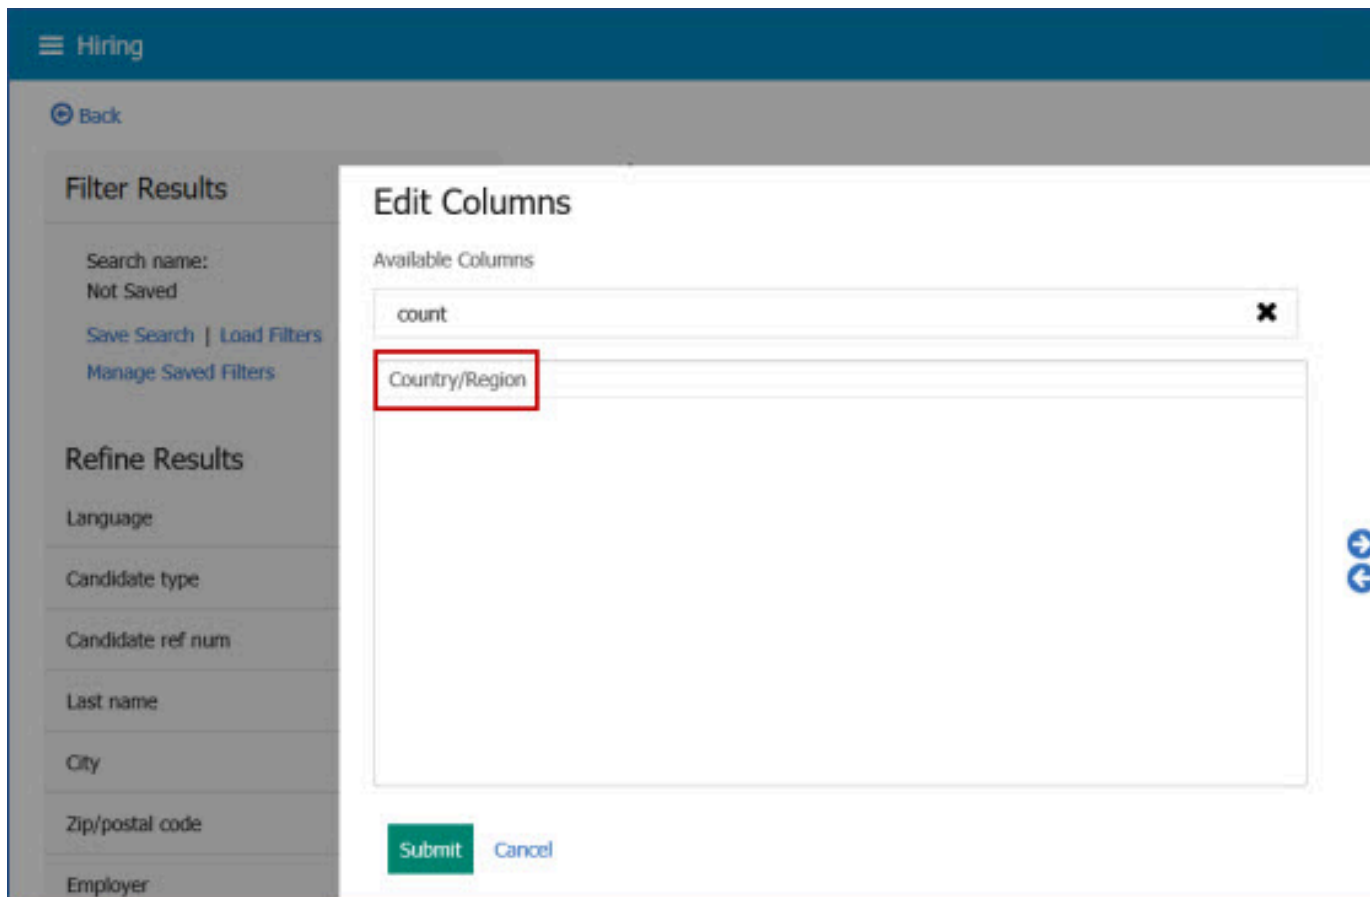 Hiring
Back
Filter Results
Search name:
Not Saved
Save Search | Load Filters
Manage Saved Filters
Refine Results
Language
Candidate type
Candidate ref num
Last name
City
Zip/postal code
Employer
Edit Columns
Available Columns
count
Country/Region
Submit Cancel